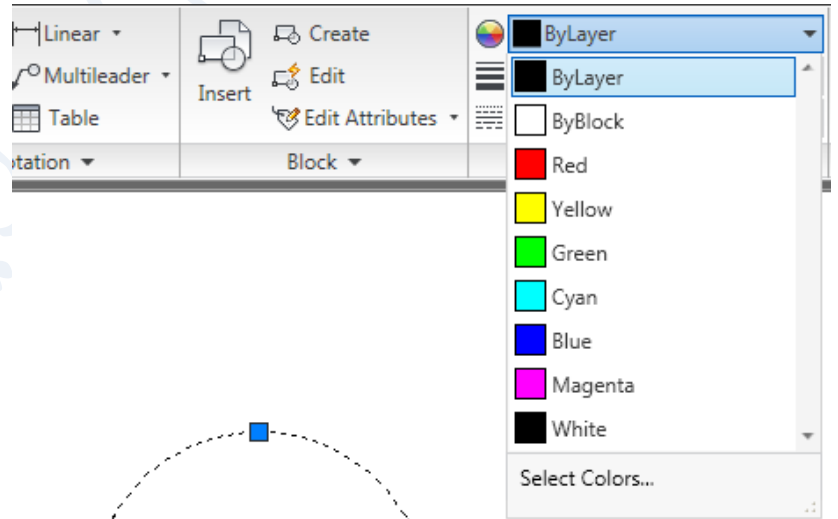 Linear
Multileader
Table
Insert
Create
Edit
Edit Attributes
Block
ByLayer
ByLayer
ByBlock
Red
Yellow
Green
Cyan
Blue
Magenta
White
Select Colors...